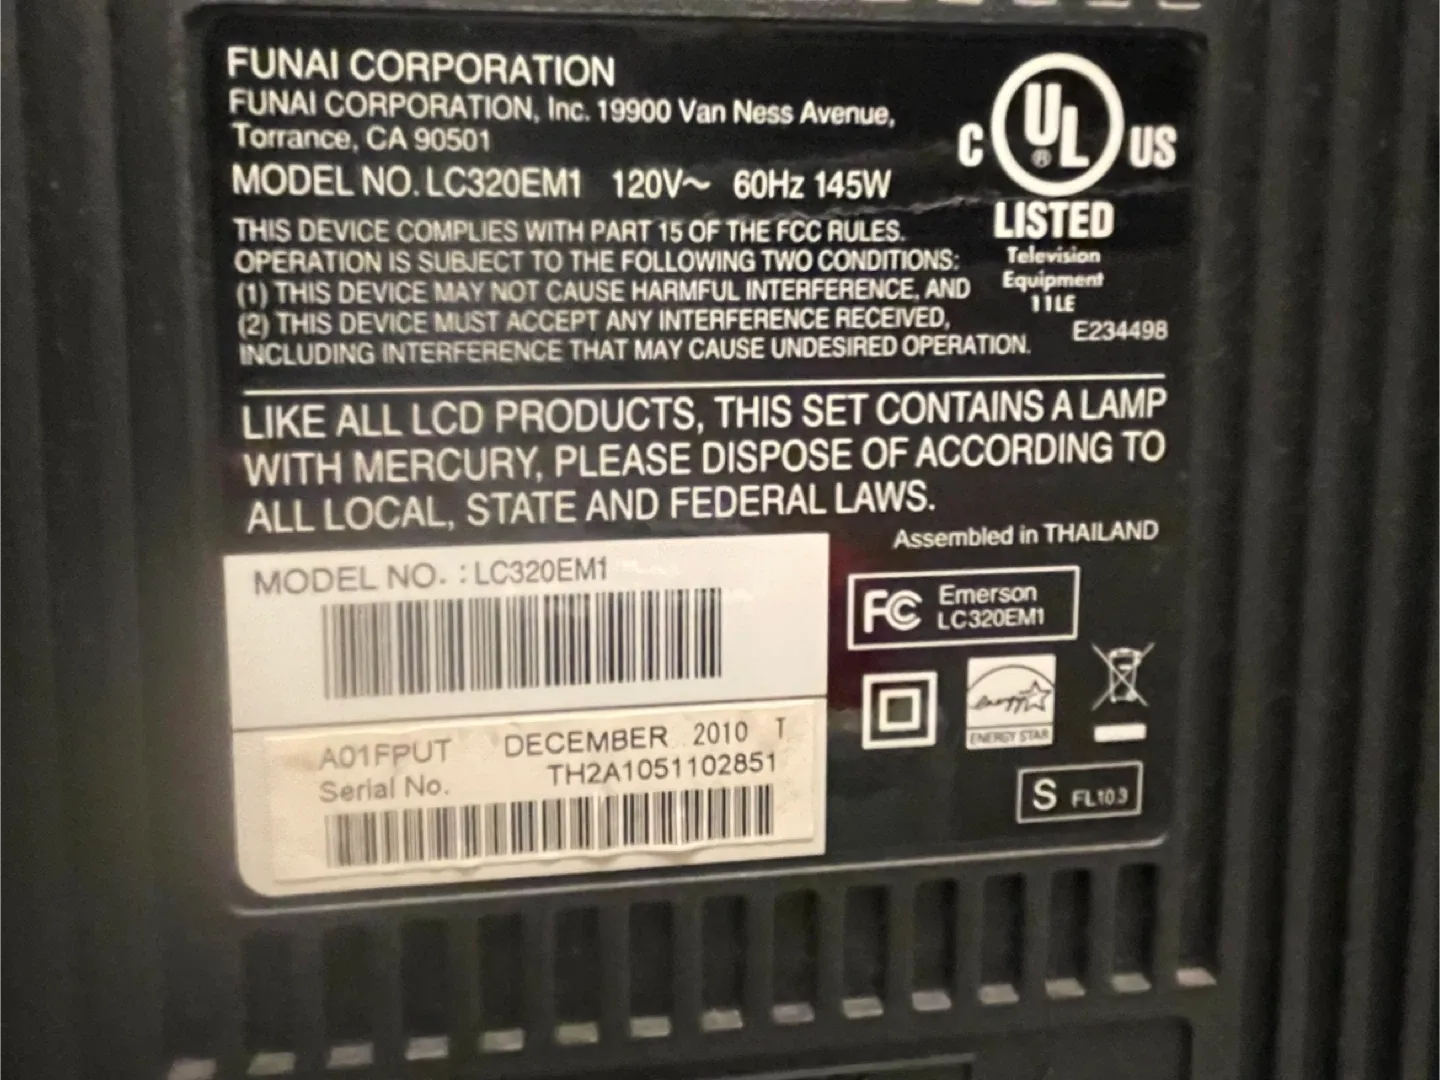 FUNAI CORPORATION
FUNAI CORPORATION, Inc. 19900 Van Ness Avenue,
Torrance, CA 90501
MODEL NO. LC320EM1 120V~ 60Hz 145W
THIS DEVICE COMPLIES WITH PART 15 OF THE FCC RULES.
OPERATION IS SUBJECT TO THE FOLLOWING TWO CONDITIONS:
(1) THIS DEVICE MAY NOT CAUSE HARMFUL INTERFERENCE, AND
(2) THIS DEVICE MUST ACCEPT ANY INTERFERENCE RECEIVED,
INCLUDING INTERFERENCE THAT MAY CAUSE UNDESIRED OPERATION.
C UL ® US
LISTED
Television
Equipment
11LE
E234498
LIKE ALL LCD PRODUCTS, THIS SET CONTAINS A LAMP
WITH MERCURY, PLEASE DISPOSE OF ACCORDING TO
ALL LOCAL, STATE AND FEDERAL LAWS.
Assembled in THAILAND
MODEL NO. : LC320EM1
A01FPUT DECEMBER 2010 T
Serial No. TH2A1051102851
FC Emerson
LC320EM1
energy
ENERGY STAR
S FL10.3